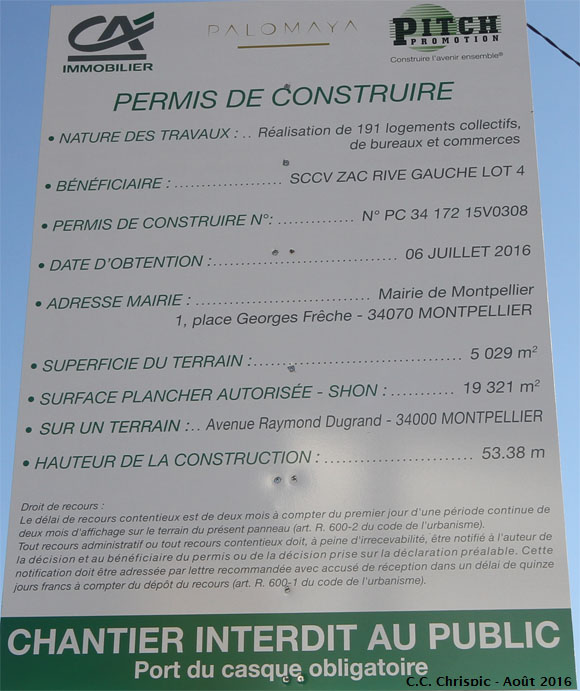 CA
IMMOBILIER
PALOMAYA
PITCH
PROMOTION
Construire l'avenir ensemble®
PERMIS DE CONSTRUIRE
• NATURE DES TRAVAUX : .. Réalisation de 191 logements collectifs,
de bureaux et commerces
• BÉNÉFICIAIRE : ................... SCCV ZAC RIVE GAUCHE LOT 4
• PERMIS DE CONSTRUIRE N°: ............. N° PC 34 172 15V0308
• DATE D'OBTENTION :............................... 06 JUILLET 2016
• ADRESSE MAIRIE : ............................. Mairie de Montpellier
1, place Georges Frêche - 34070 MONTPELLIER
• SUPERFICIE DU TERRAIN :................................... 5 029 m²
• SURFACE PLANCHER AUTORISÉE - SHON : ........... 19 321 m²
• SUR UN TERRAIN :.. Avenue Raymond Dugrand - 34000 MONTPELLIER
• HAUTEUR DE LA CONSTRUCTION : ......................... 53.38 m
Droit de recours :
Le délai de recours contentieux est de deux mois à compter du premier jour d'une période continue de
deux mois d'affichage sur le terrain du présent panneau (art. R. 600-2 du code de l'urbanisme).
Tout recours administratif ou tout recours contentieux doit, à peine d'irrecevabilité, être notifié à l'auteur de
la décision et au bénéficiaire du permis ou de la décision prise sur la déclaration préalable. Cette
notification doit être adressée par lettre recommandée avec accusé de réception dans un délai de quinze
jours francs à compter du dépôt du recours (art. R. 600-1 du code de l'urbanisme).
CHANTIER INTERDIT AU PUBLIC
Port du casque obligatoire
C.C. Chrispic - Août 2016